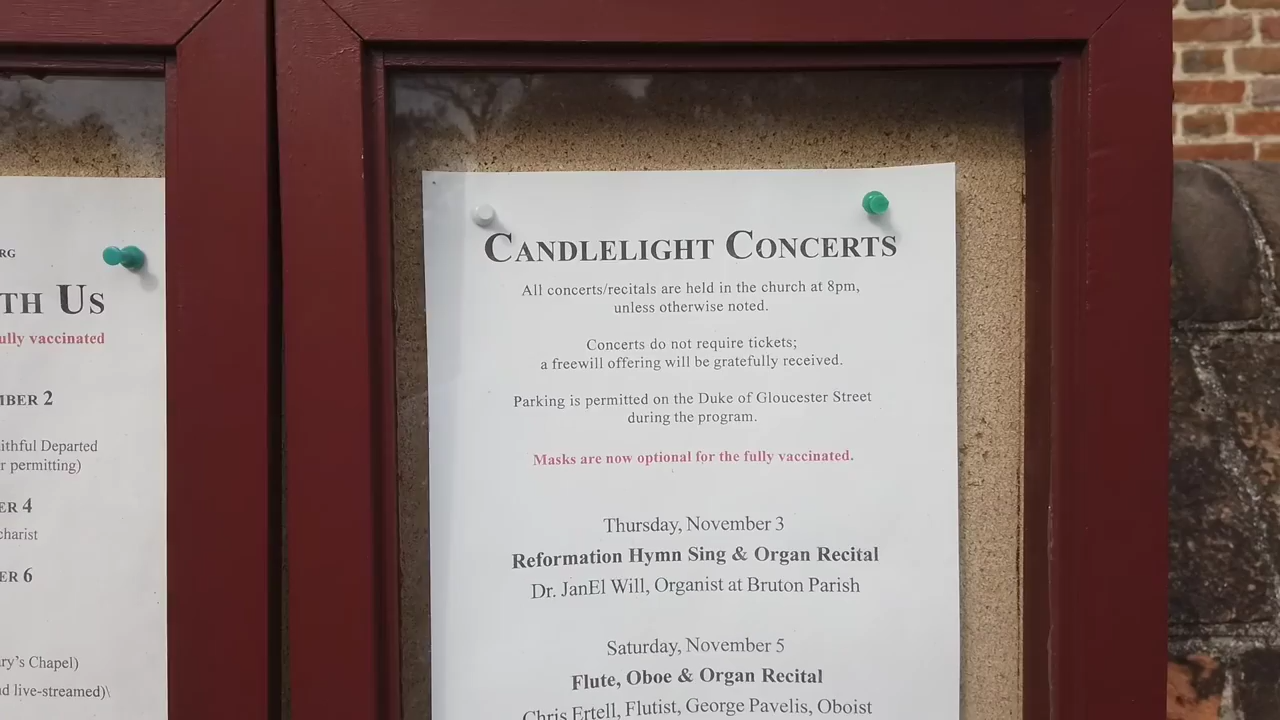 RG
TH US
ully vaccinated
MBER 2
ithful Departed
r permitting)
ER 4
charist
ER 6
ry's Chapel)
d live-streamed)\
CANDLELIGHT CONCERTS
All concerts/recitals are held in the church at 8pm,
unless otherwise noted.
Concerts do not require tickets;
a freewill offering will be gratefully received.
Parking is permitted on the Duke of Gloucester Street
during the program.
Masks are now optional for the fully vaccinated.
Thursday, November 3
Reformation Hymn Sing & Organ Recital
Dr. JanEl Will, Organist at Bruton Parish
Saturday, November 5
Flute, Oboe & Organ Recital
Chris Ertell, Flutist, George Pavelis, Oboist